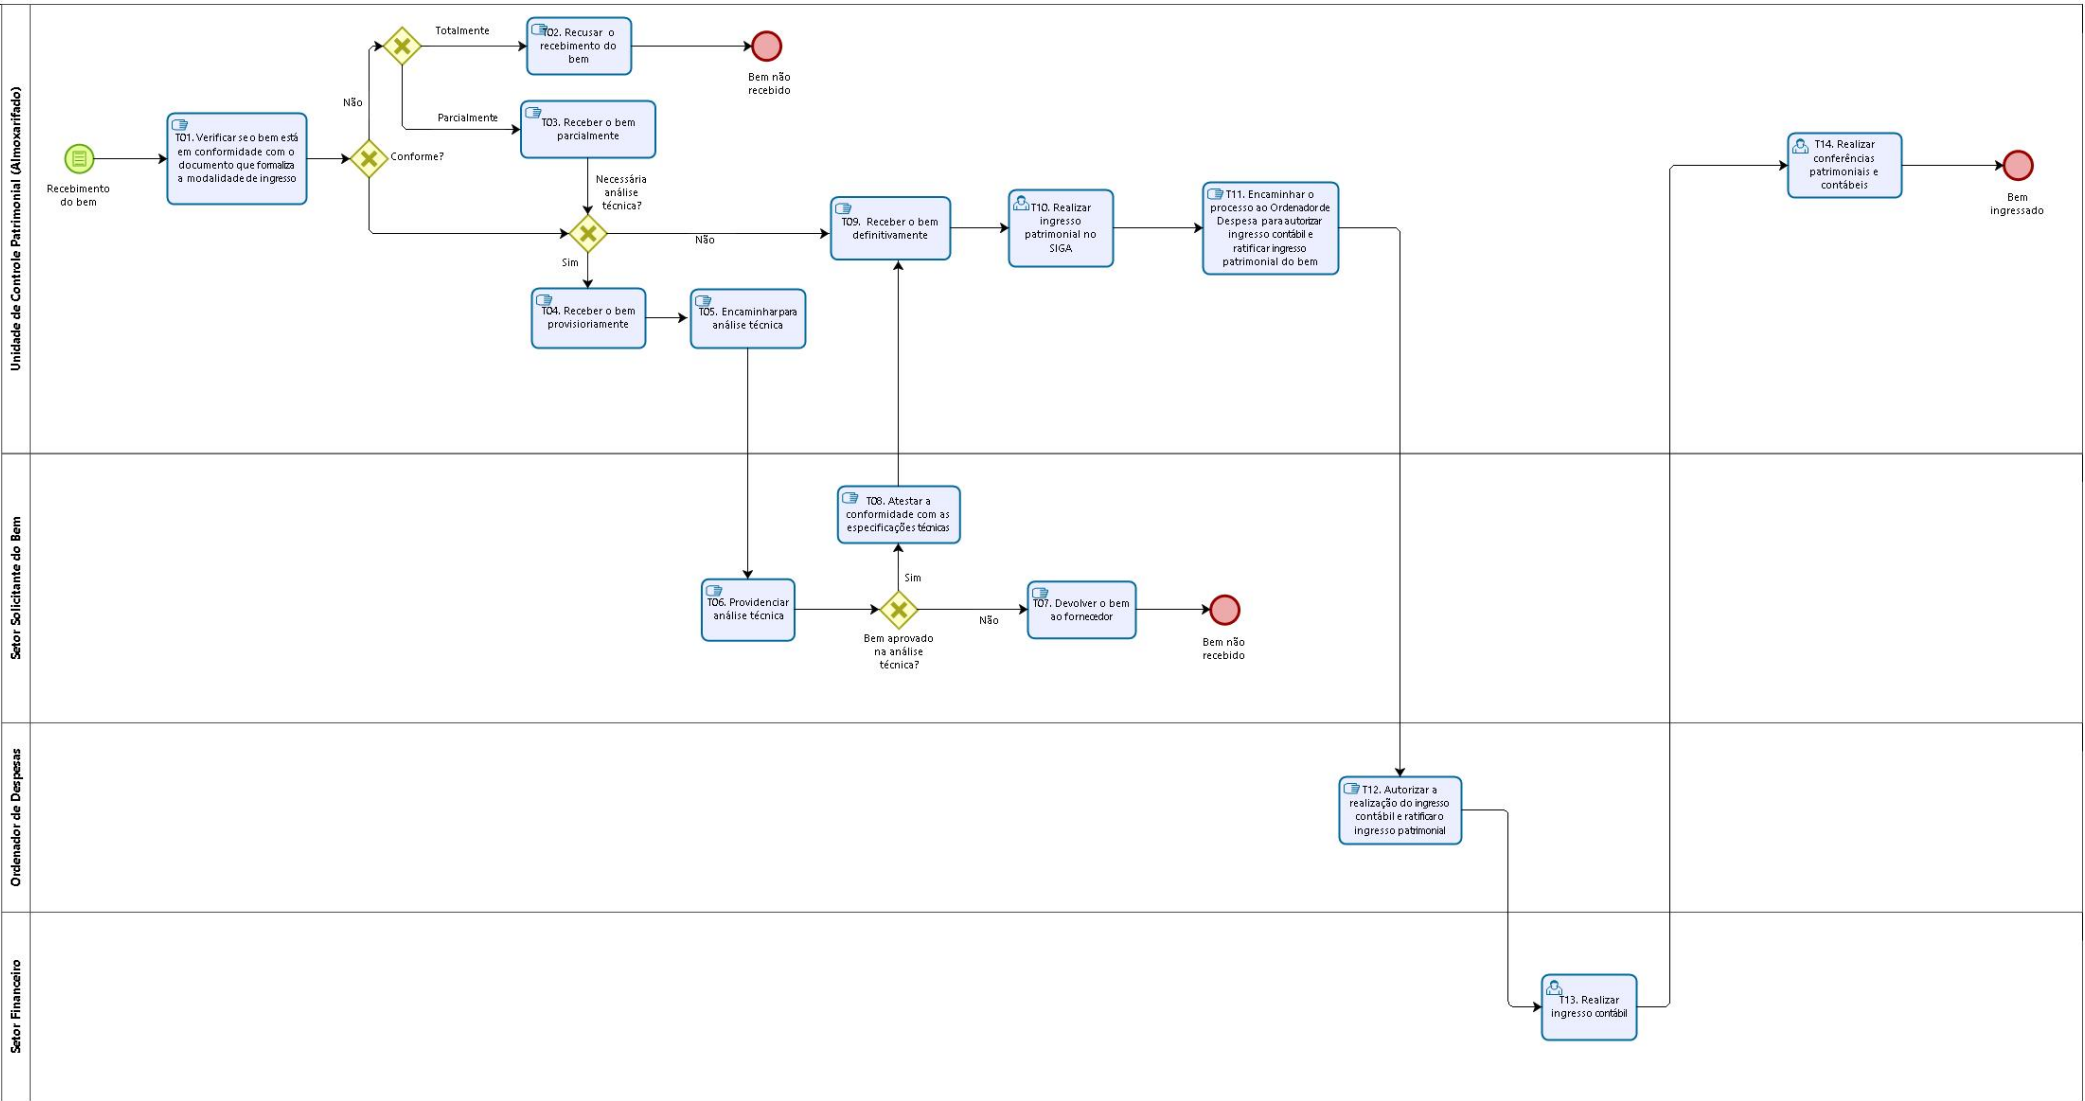 Unidade de Controle Patrimonial (Almoxarifado)
Recebimento
do bem
T01. Verificar se o bem está
em conformidade com o
documento que formaliza
a modalidade de ingresso
Conforme?
Não
Totalmente
T02. Recusar o
recebimento do
bem
Bem não
recebido
Parcialmente
T03. Receber o bem
parcialmente
Necessária
análise
técnica?
Não
Sim
T04. Receber o bem
provisioriamente
T05. Encaminhar para
análise técnica
T09. Receber o bem
definitivamente
T10. Realizar
ingresso
patrimonial no
SIGA
T11. Encaminhar o
processo ao Ordenador de
Despesa para autorizar
ingresso contábil e
ratificar ingresso
patrimonial do bem
T14. Realizar
conferências
patrimoniais e
contábeis
Bem
ingressado
Setor Solicitante do Bem
T06. Providenciar
análise técnica
Bem aprovado
na análise
técnica?
Sim
T08. Atestar a
conformidade com as
especificações técnicas
Não
T07. Devolver o bem
ao fornecedor
Bem não
recebido
Ordenador de Despesas
T12. Autorizar a
realização do ingresso
contábil e ratificar o
ingresso patrimonial
Setor Financeiro
T13. Realizar
ingresso contábil